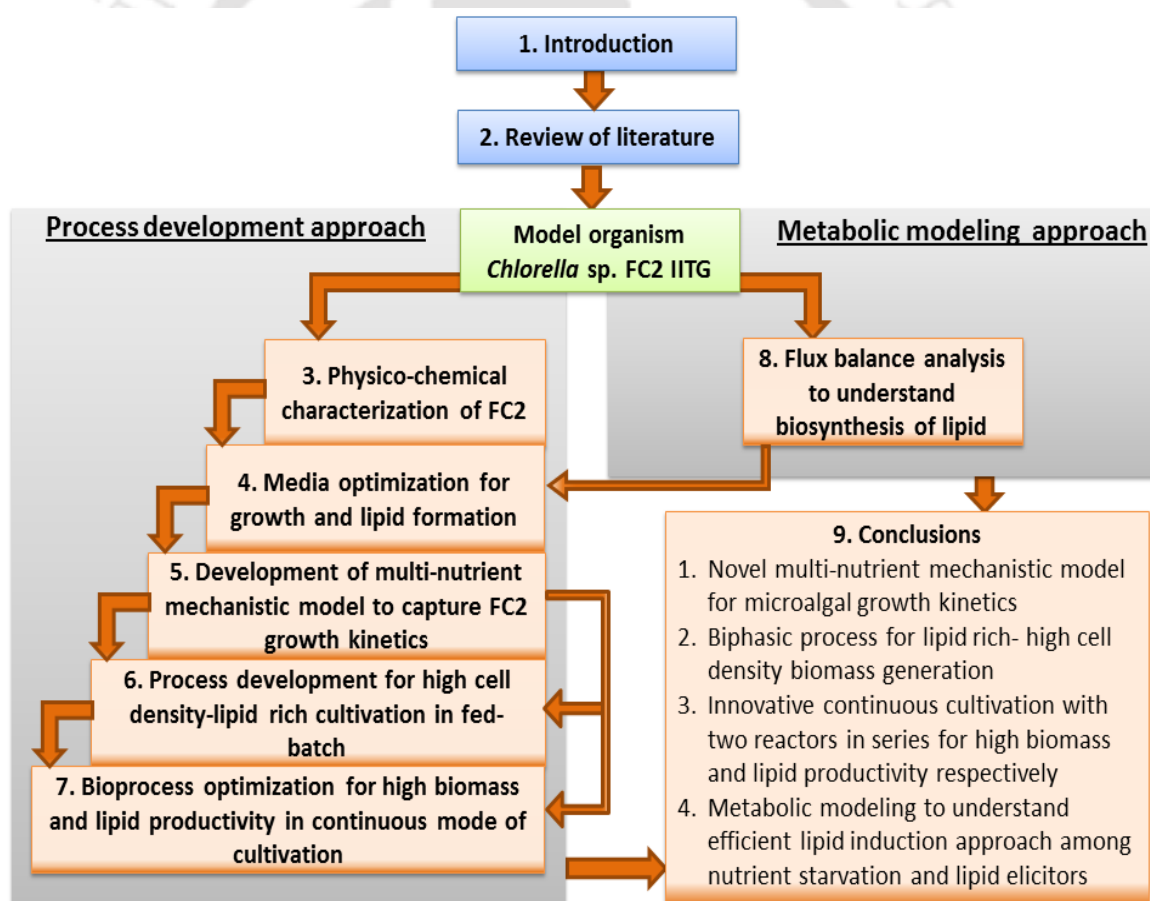 1. Introduction
2. Review of literature
Process development approach
Model organism
Chlorella sp. FC2 IITG
Metabolic modeling approach
3. Physico-chemical
characterization of FC2
8. Flux balance analysis
to understand
biosynthesis of lipid
4. Media optimization for
growth and lipid formation
5. Development of multi-nutrient
mechanistic model to capture FC2
growth kinetics
6. Process development for high cell
density-lipid rich cultivation in fed-
batch
7. Bioprocess optimization for high biomass
and lipid productivity in continuous mode of
cultivation
9. Conclusions
1. Novel multi-nutrient mechanistic model
for microalgal growth kinetics
2. Biphasic process for lipid rich- high cell
density biomass generation
3. Innovative continuous cultivation with
two reactors in series for high biomass
and lipid productivity respectively
4. Metabolic modeling to understand
efficient lipid induction approach among
nutrient starvation and lipid elicitors